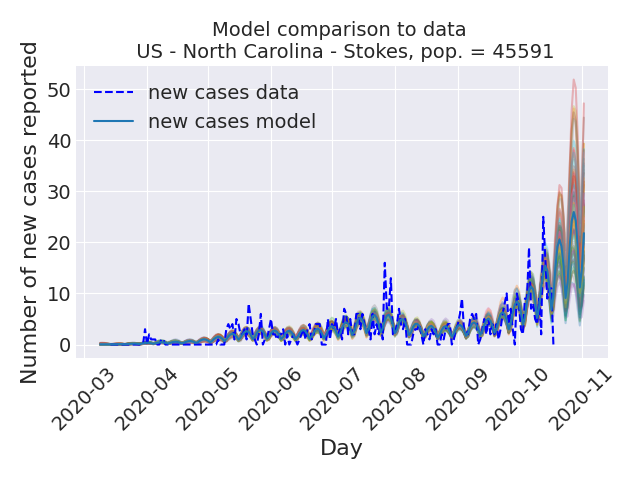 Model comparison to data
US - North Carolina - Stokes, pop. = 45591
Number of new cases reported
50
40
30
20
10
0
new cases data
new cases model
2020-03
2020-04
2020-05
2020-06
2020-07
2020-08
2020-09
2020-10
2020-11
Day